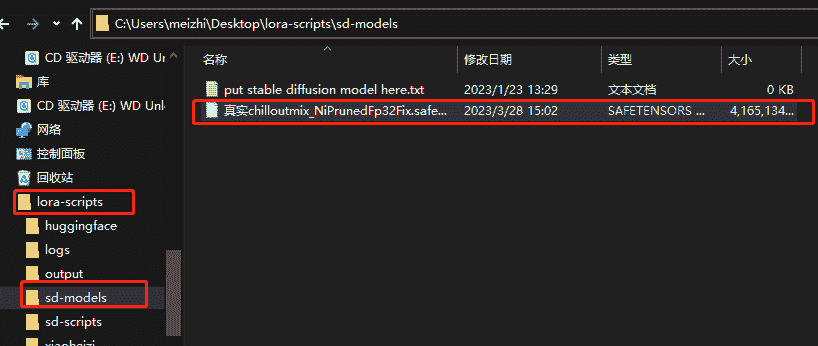 C:\Users\meizhi\Desktop\lora-scripts\sd-models
CD 驱动器 (E:) WD Un
库
CD 驱动器 (E:) WD Unl
网络
控制面板
回收站
lora-scripts
huggingface
logs
output
sd-models
sd-scripts
名称 修改日期 类型 大小
put stable diffusion model here.txt 2023/1/23 13:29 文本文档 0 KB
真实chilloutmix_NiPrunedFp32Fix.safe... 2023/3/28 15:02 SAFETENSORS ... 4,165,134...